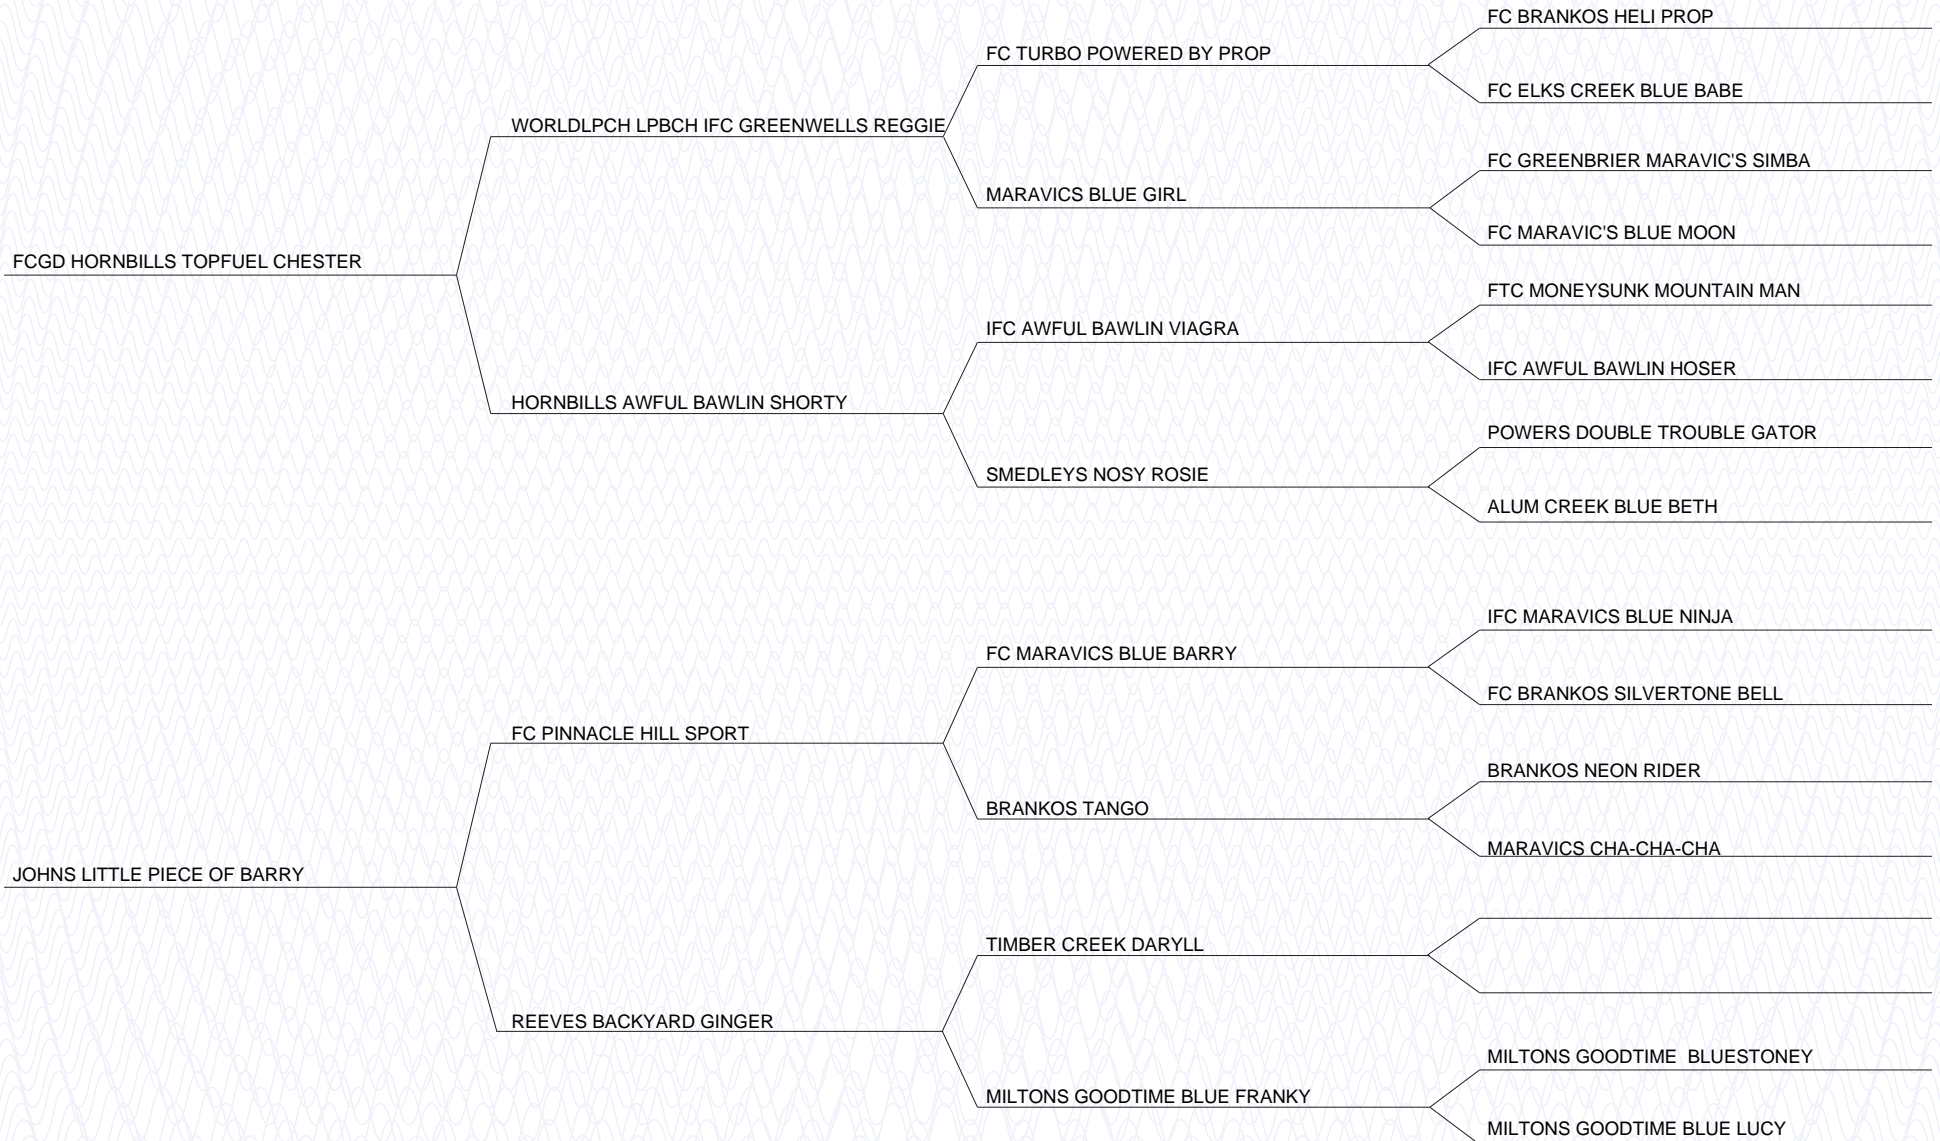 FC BRANKOS HELI PROP
FC TURBO POWERED BY PROP
FC ELKS CREEK BLUE BABE
WORLDLPCH LPBCH IFC GREENWELLS REGGIE
FC GREENBRIER MARAVIC'S SIMBA
MARAVICS BLUE GIRL
FC MARAVIC'S BLUE MOON
FCGD HORNBILLS TOPFUEL CHESTER
FTC MONEYSUNK MOUNTAIN MAN
IFC AWFUL BAWLIN VIAGRA
IFC AWFUL BAWLIN HOSER
HORNBILLS AWFUL BAWLIN SHORTY
POWERS DOUBLE TROUBLE GATOR
SMEDLEYS NOSY ROSIE
ALUM CREEK BLUE BETH
IFC MARAVICS BLUE NINJA
FC MARAVICS BLUE BARRY
FC BRANKOS SILVERTONE BELL
FC PINNACLE HILL SPORT
BRANKOS NEON RIDER
BRANKOS TANGO
MARAVICS CHA-CHA-CHA
JOHNS LITTLE PIECE OF BARRY
TIMBER CREEK DARYLL
REEVES BACKYARD GINGER
MILTONS GOODTIME  BLUESTONEY
MILTONS GOODTIME BLUE FRANKY
MILTONS GOODTIME BLUE LUCY